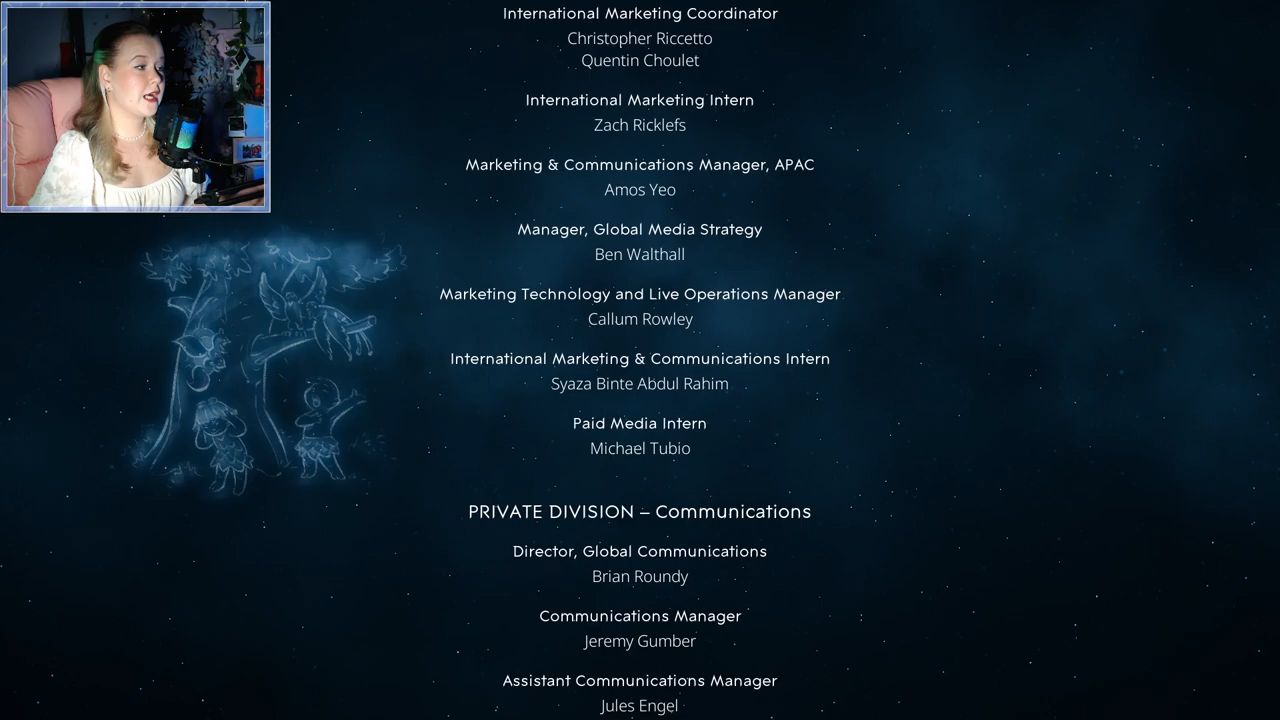 International Marketing Coordinator
Christopher Riccetto
Quentin Choulet
International Marketing Intern
Zach Ricklefs
Marketing & Communications Manager, APAC
Amos Yeo
Manager, Global Media Strategy
Ben Walthall
Marketing Technology and Live Operations Manager
Callum Rowley
International Marketing & Communications Intern
Syaza Binte Abdul Rahim
Paid Media Intern
Michael Tubio
PRIVATE DIVISION – Communications
Director, Global Communications
Brian Roundy
Communications Manager
Jeremy Gumber
Assistant Communications Manager
Jules Engel